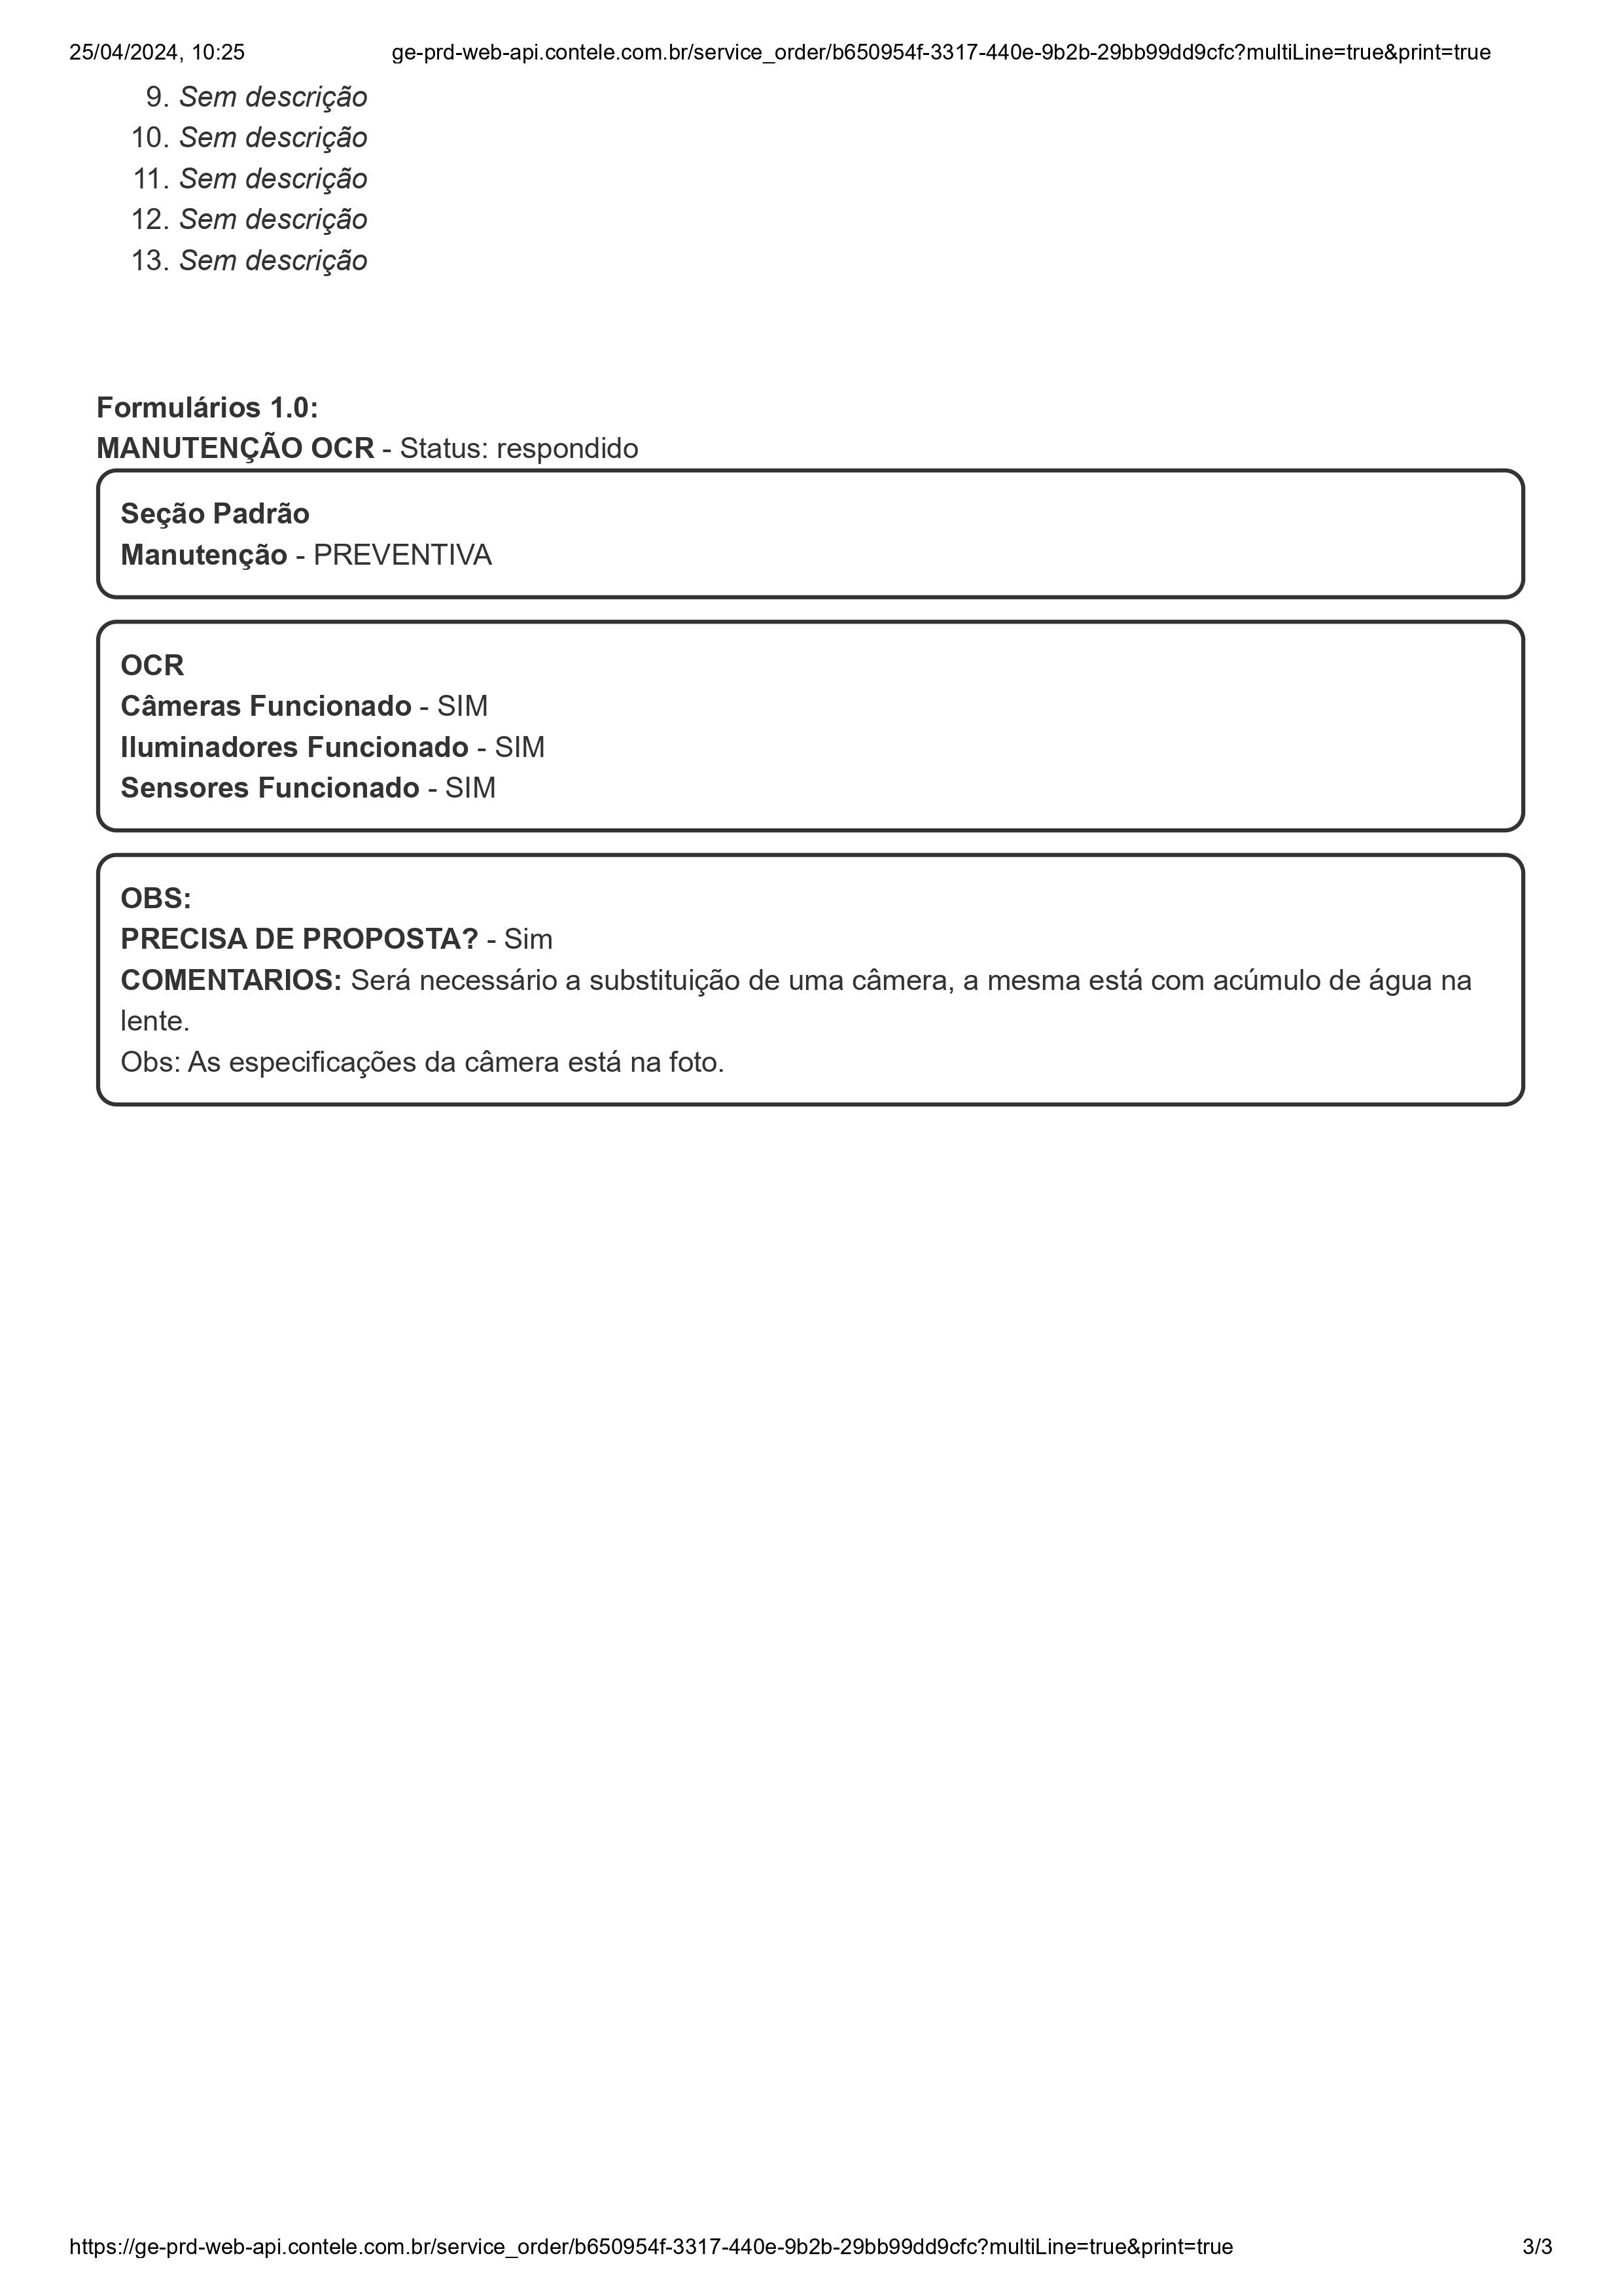 25/04/2024, 10:25 ge-prd-web-api.contele.com.br/service_order/b650954f-3317-440e-9b2b-29bb99dd9cfc?multiLine=true&print=true
9. Sem descrição
10. Sem descrição
11. Sem descrição
12. Sem descrição
13. Sem descrição
Formulários 1.0:
MANUTENÇÃO OCR - Status: respondido
Seção Padrão
Manutenção - PREVENTIVA
OCR
Câmeras Funcionado - SIM
Iluminadores Funcionado - SIM
Sensores Funcionado - SIM
OBS:
PRECISA DE PROPOSTA? - Sim
COMENTARIOS: Será necessário a substituição de uma câmera, a mesma está com acúmulo de água na
lente.
Obs: As especificações da câmera está na foto.
https://ge-prd-web-api.contele.com.br/service_order/b650954f-3317-440e-9b2b-29bb99dd9cfc?multiLine=true&print=true 3/3